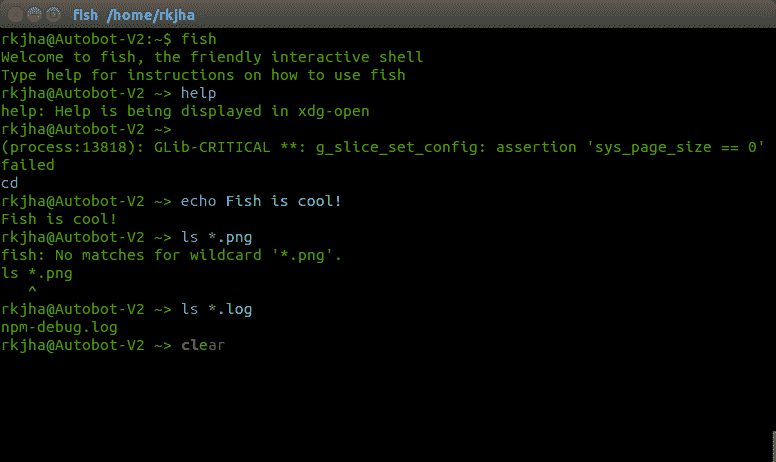 fish /home/rkjha
rkjha@Autobot-V2:~$ fish
Welcome to fish, the friendly interactive shell
Type help for instructions on how to use fish
rkjha@Autobot-V2 ~> help
help: Help is being displayed in xdg-open
rkjha@Autobot-V2 ~>
(process:13818): GLib-CRITICAL **: g_slice_set_config: assertion 'sys_page_size == 0'
failed
cd
rkjha@Autobot-V2 ~> echo Fish is cool!
Fish is cool!
rkjha@Autobot-V2 ~> ls *.png
fish: No matches for wildcard '*.png'.
ls *.png
   ^
rkjha@Autobot-V2 ~> ls *.log
npm-debug.log
rkjha@Autobot-V2 ~> clear